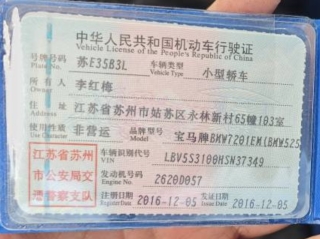 中华人民共和国机动车行驶证
Vehicle License of the People's Republic of China
号牌号码 苏E35B3L 车辆类型 小型轿车
Plate No. Vehicle Type
所有人 李红梅
Owner
住址 江苏省苏州市姑苏区永林新村65幢103室
使用性质 非营运 品牌型号 宝马牌BMW7201EM(BMW525
Use Character
江苏省苏州 车辆识别代号 LBV5S3100HSN37349
VIN
市公安局交 发动机号码 26200057
Engine No.
通警察支队 注册日期 2016-12-05 发证日期 2016-12-05
Register Date Issue Date